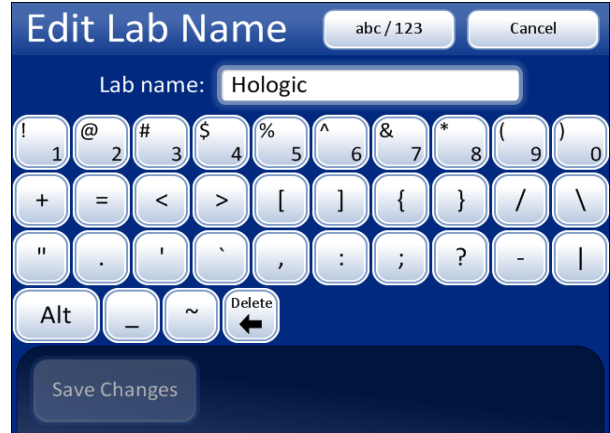 Edit Lab Name abc / 123 Cancel
Lab name: Hologic
! 1 @ 2 # 3 $ 4 % 5 ^ 6 & 7 * 8 ( 9 ) 0
+ = < > [ ] { } / \
" . ' ` , : ; ? - |
Alt _ ~ Delete
Save Changes